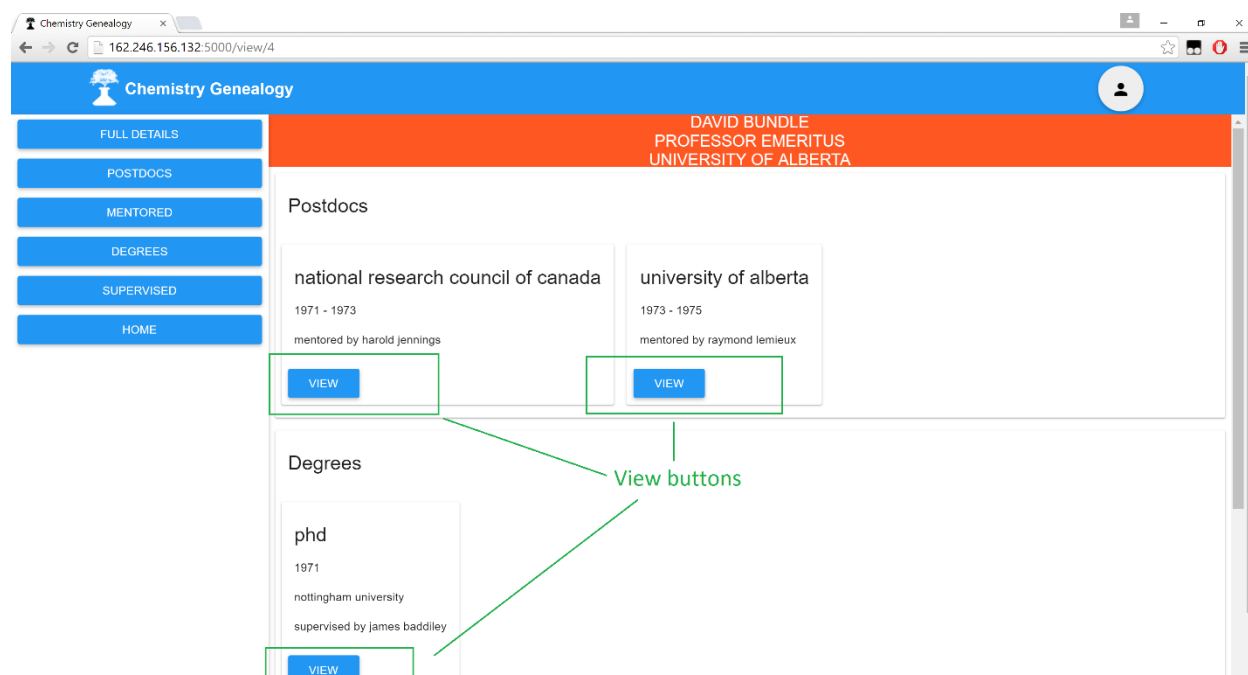 Chemistry Genealogy
162.246.156.132:5000/view/4
Chemistry Genealogy
FULL DETAILS
POSTDOCS
MENTORED
DEGREES
SUPERVISED
HOME
DAVID BUNDLE
PROFESSOR EMERITUS
UNIVERSITY OF ALBERTA
Postdocs
national research council of canada
1971 - 1973
mentored by harold jennings
VIEW
university of alberta
1973 - 1975
mentored by raymond lemieux
VIEW
View buttons
Degrees
phd
1971
nottingham university
supervised by james baddiley
VIEW